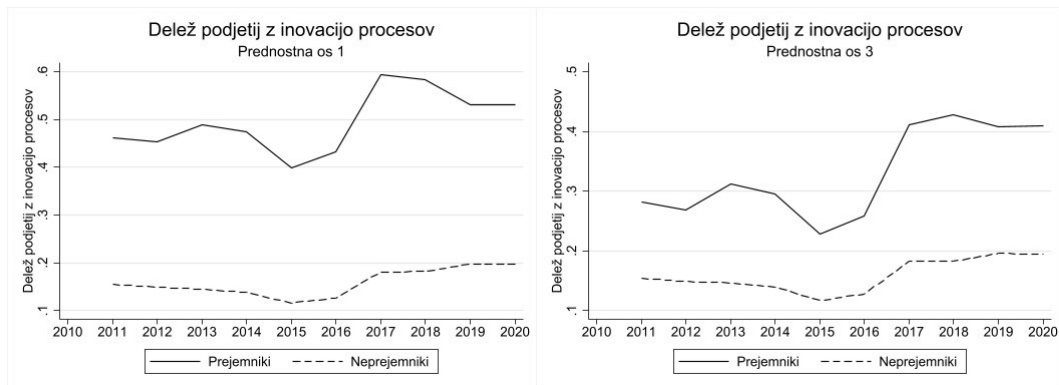 Delež podjetij z inovacijo procesov
Prednostna os 1
Delež podjetij z inovacijo procesov
.6
.5
.4
.3
.2
.1
2010 2011 2012 2013 2014 2015 2016 2017 2018 2019 2020
Prejemniki Neprejemniki
Delež podjetij z inovacijo procesov
Prednostna os 3
Delež podjetij z inovacijo procesov
.5
.4
.3
.2
.1
2010 2011 2012 2013 2014 2015 2016 2017 2018 2019 2020
Prejemniki Neprejemniki